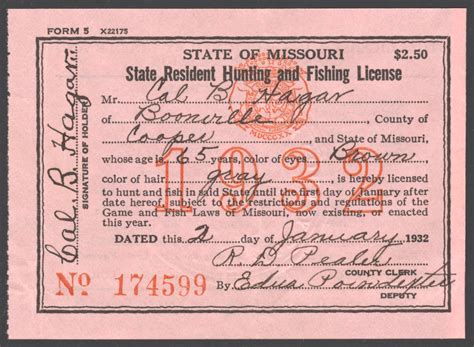 FORM 5 X22175
STATE OF MISSOURI $2.50
State Resident Hunting and Fishing License
Mr. Cal B Hagar
of Boonville County of
Cooper, and State of Missouri,
whose age 65 years, color of eyes Brown
color of hair gray, is hereby licensed
to hunt and fish in said State until the first day of January after
date hereof, subject to the restrictions and regulations of the
Game and Fish Laws of Missouri, now existing, or enacted
this year.
1932
DATED this 2 day of January 1932
R. D.
COUNTY CLERK
No 174599 By: Edna Poindexter
DEPUTY
Cal B. Hagar
SIGNATURE OF HOLDER
MDCCCXX